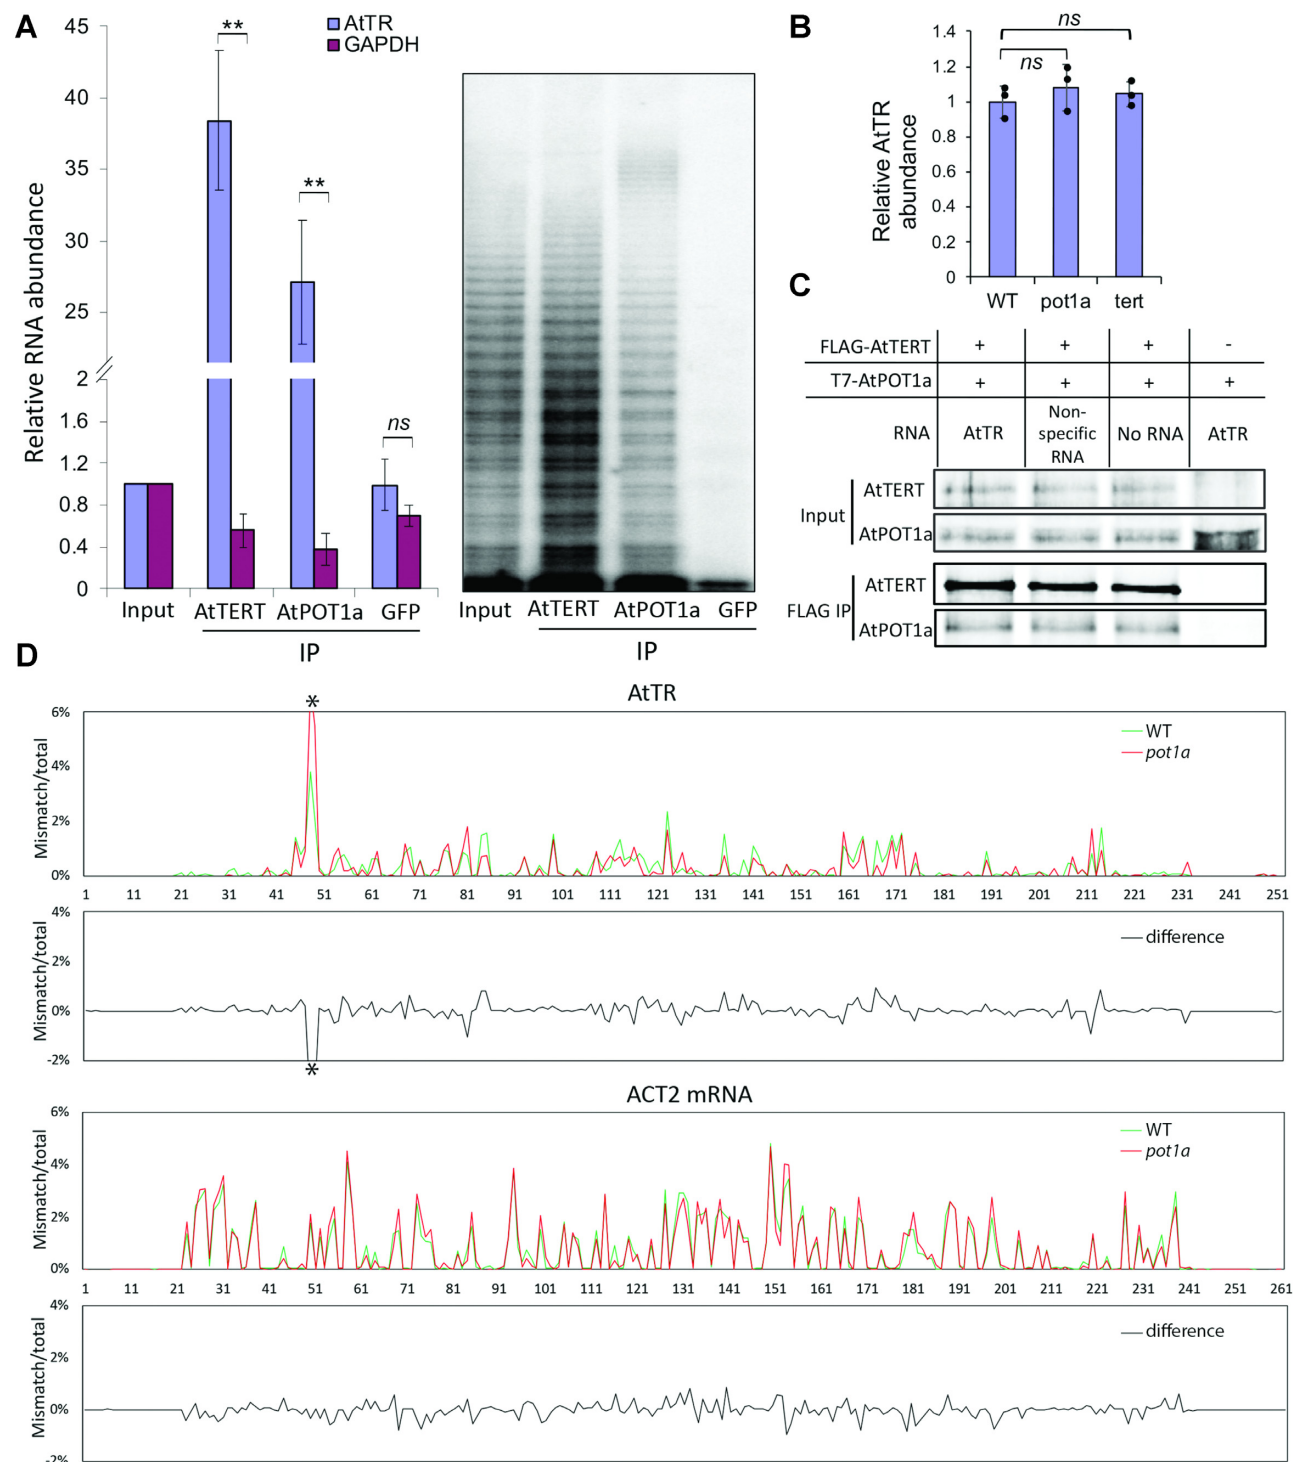 A
45
40
35
30
25
2
1.6
1.2
0.8
0.4
0
Relative RNA abundance
AtTR
GAPDH
**
**
ns
Input
AtTERT
AtPOT1a
GFP
IP
Input
AtTERT
AtPOT1a
GFP
IP
B
1.4
1.2
1
0.8
0.6
0.4
0.2
0
Relative AtTR
abundance
ns
ns
WT
pot1a
tert
C
FLAG-AtTERT + + + -
T7-AtPOT1a + + + +
RNA AtTR Non-specific RNA No RNA AtTR
Input
AtTERT
AtPOT1a
FLAG IP
AtTERT
AtPOT1a
D
AtTR
*
6%
4%
2%
0%
Mismatch/total
WT
pot1a
1 11 21 31 41 51 61 71 81 91 101 111 121 131 141 151 161 171 181 191 201 211 221 231 241 251
4%
2%
0%
-2%
Mismatch/total
difference
*
ACT2 mRNA
6%
4%
2%
0%
Mismatch/total
WT
pot1a
1 11 21 31 41 51 61 71 81 91 101 111 121 131 141 151 161 171 181 191 201 211 221 231 241 251 261
4%
2%
0%
-2%
Mismatch/total
difference